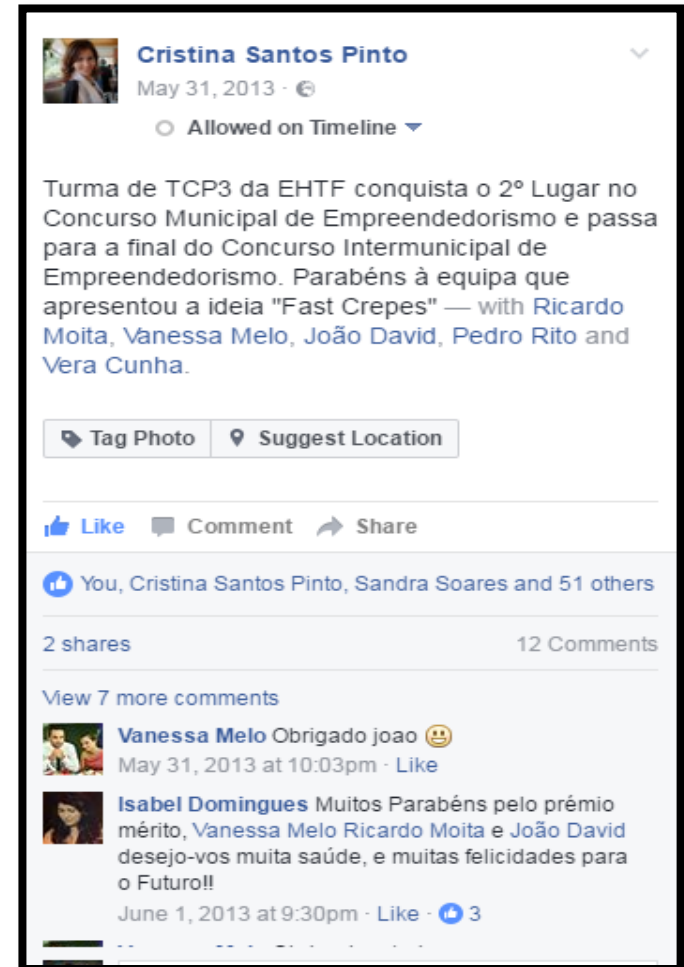 Cristina Santos Pinto
May 31, 2013 ·
Allowed on Timeline
Turma de TCP3 da EHTF conquista o 2º Lugar no
Concurso Municipal de Empreendedorismo e passa
para a final do Concurso Intermunicipal de
Empreendedorismo. Parabéns à equipa que
apresentou a ideia "Fast Crepes" — with Ricardo
Moita, Vanessa Melo, João David, Pedro Rito and
Vera Cunha.
Tag Photo Suggest Location
Like Comment Share
You, Cristina Santos Pinto, Sandra Soares and 51 others
2 shares 12 Comments
View 7 more comments
Vanessa Melo Obrigado joao 😃
May 31, 2013 at 10:03pm · Like
Isabel Domingues Muitos Parabéns pelo prémio
mérito, Vanessa Melo Ricardo Moita e João David
desejo-vos muita saúde, e muitas felicidades para
o Futuro!!
June 1, 2013 at 9:30pm · Like · 3